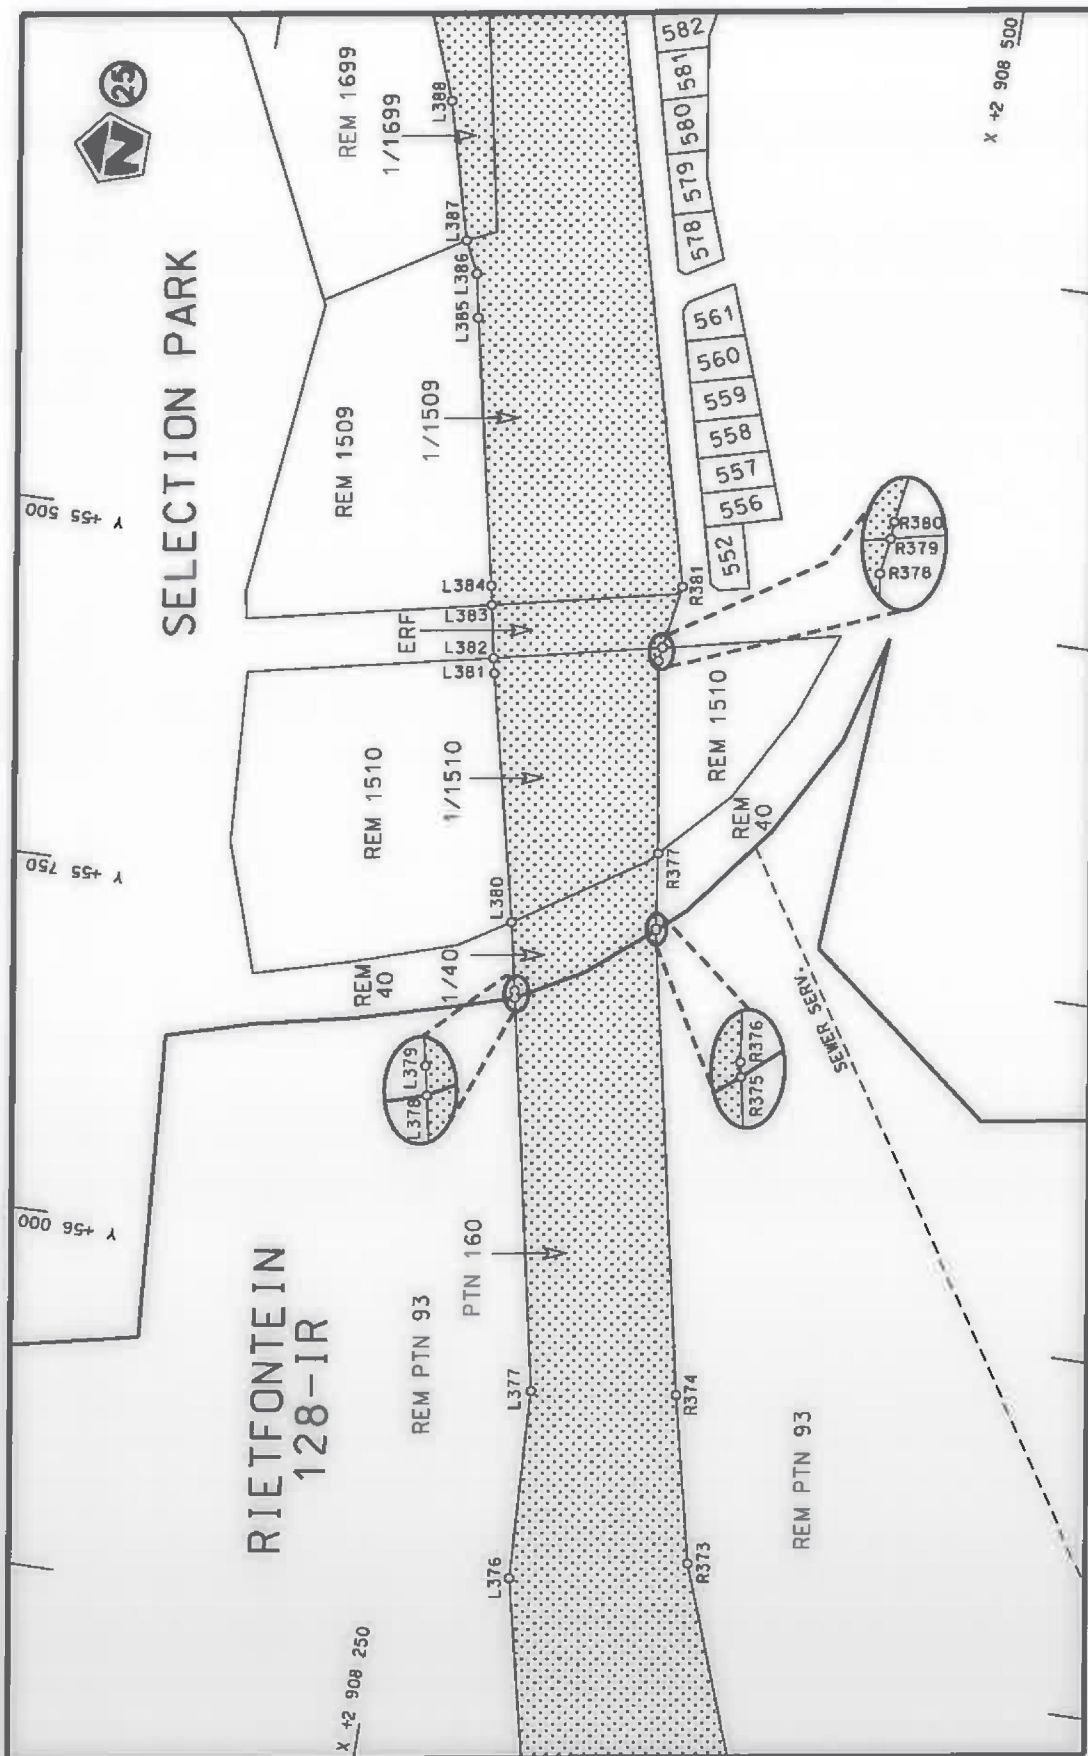 N
25
SELECTION PARK
REM 1699
1/1699
L388
L387
L386
L385
582
581
580
579
578
561
560
559
558
557
556
552
X +2 908 500
REM 1509
1/1509
Y +55 500
L384
L383
ERF
L382
L381
R381
R380
R379
R378
REM 1510
1/1510
REM 1510
REM
40
R377
Y +55 750
L380
REM
40
1/40
L379
L378
R376
R375
SEWER SERV.
Y +56 000
RIETFONTEIN
128-IR
REM PTN 93
PTN 160
L377
R374
L376
R373
REM PTN 93
X +2 908 250